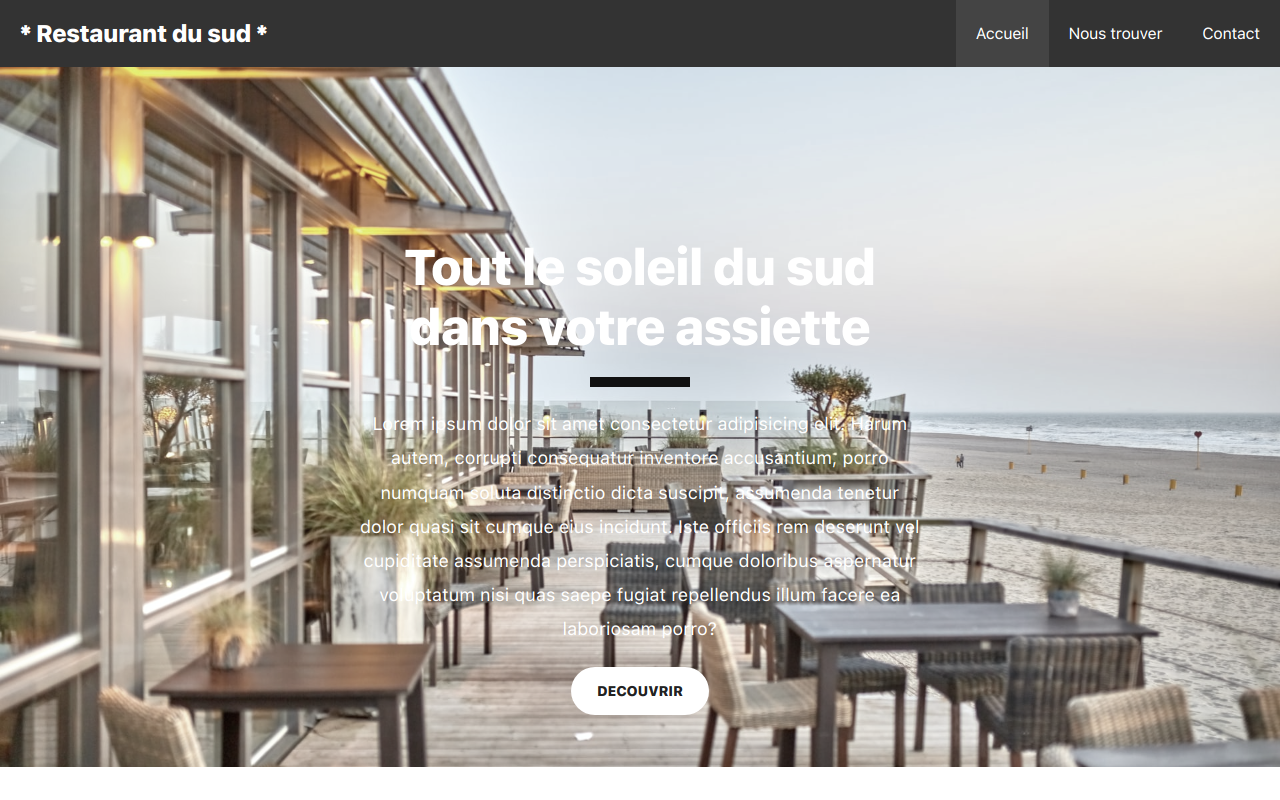 * Restaurant du sud *
Accueil
Nous trouver
Contact
Tout le soleil du sud
dans votre assiette
Lorem ipsum dolor sit amet consectetur adipisicing elit. Harum
autem, corrupti consequatur inventore accusantium; porro
numquam soluta distinctio dicta suscipit, assumenda tenetur
dolor quasi sit cumque eius incidunt. Iste officiis rem deserunt vel
cupiditate assumenda perspiciatis, cumque doloribus aspernatur
voluptatum nisi quas saepe fugiat repellendus illum facere ea
laboriosam porro?
DECOUVRIR